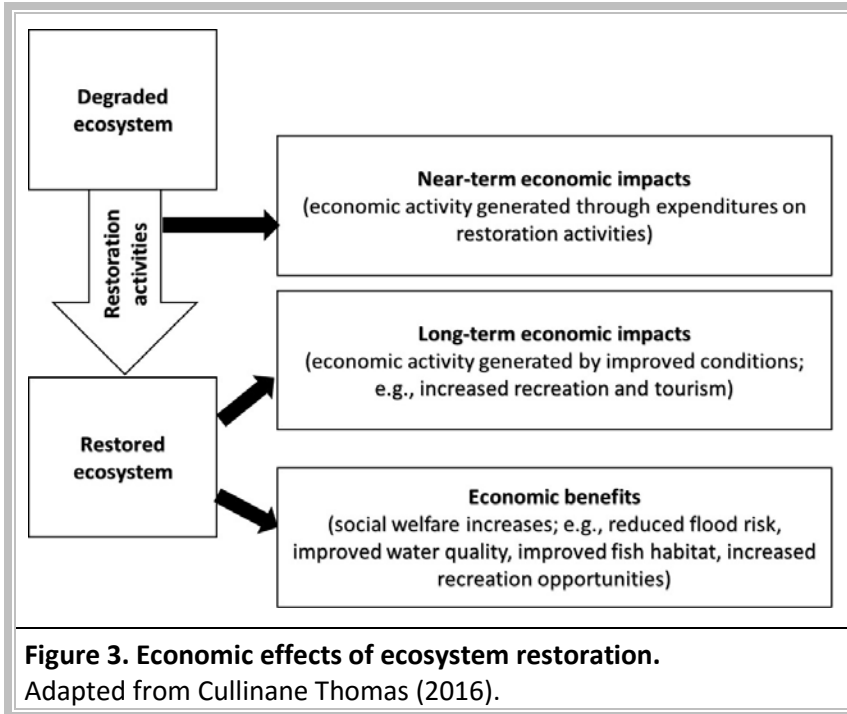 Degraded
ecosystem
Restoration
activities
Near-term economic impacts
(economic activity generated through expenditures on
restoration activities)
Long-term economic impacts
(economic activity generated by improved conditions;
e.g., increased recreation and tourism)
Restored
ecosystem
Economic benefits
(social welfare increases; e.g., reduced flood risk,
improved water quality, improved fish habitat, increased
recreation opportunities)
Figure 3. Economic effects of ecosystem restoration.
Adapted from Cullinane Thomas (2016).